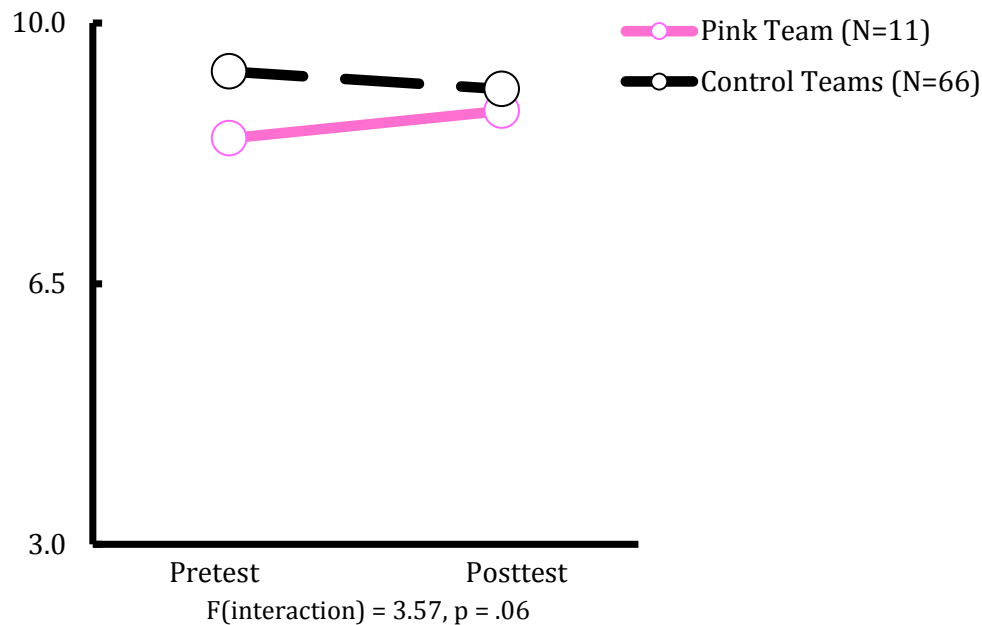 10.0
Pink Team (N=11)
Control Teams (N=66)
6.5
3.0
Pretest
Posttest
F(interaction) = 3.57, p = .06